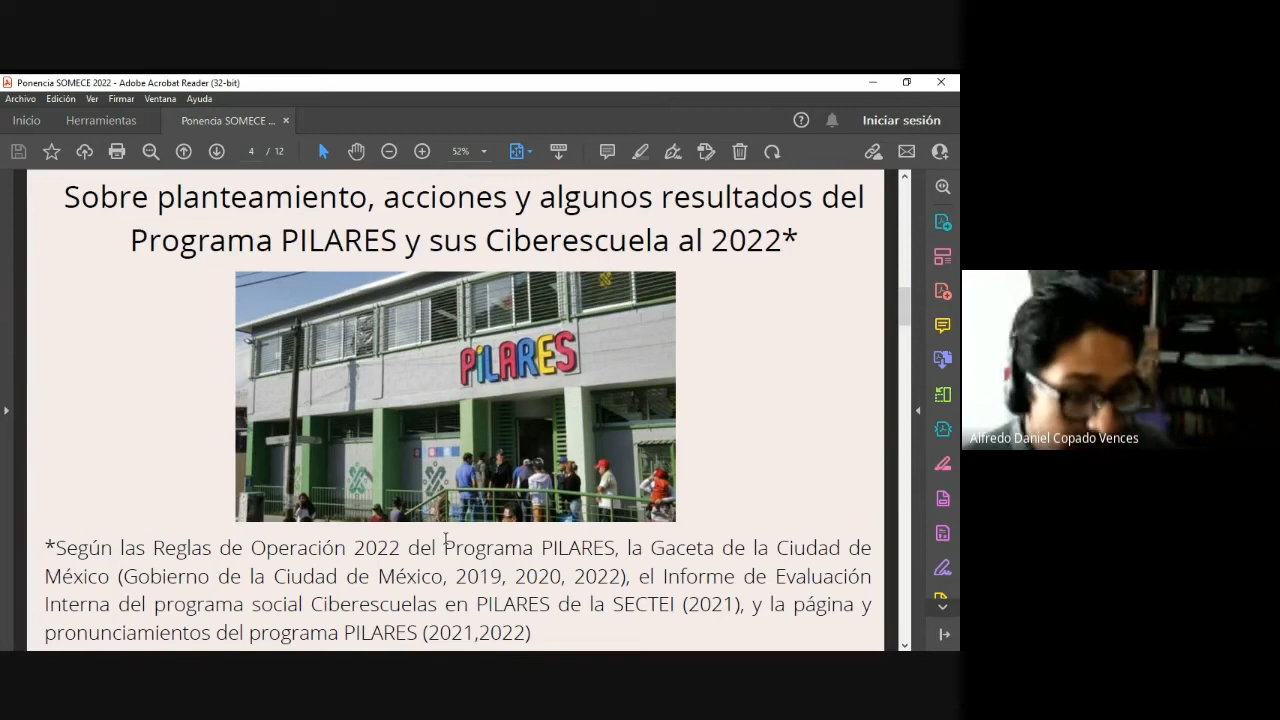 Ponencia SOMECE 2022 - Adobe Acrobat Reader (32-bit)
Archivo Edición Ver Firmar Ventana Ayuda
Inicio Herramientas Ponencia SOMECE ... Iniciar sesión
4 / 12 52%
Sobre planteamiento, acciones y algunos resultados del
Programa PILARES y sus Ciberescuela al 2022*
PiLARES
*Según las Reglas de Operación 2022 del Programa PILARES, la Gaceta de la Ciudad de
México (Gobierno de la Ciudad de México, 2019, 2020, 2022), el Informe de Evaluación
Interna del programa social Ciberescuelas en PILARES de la SECTEI (2021), y la página y
pronunciamientos del programa PILARES (2021,2022)
Alfredo Daniel Copado Vences